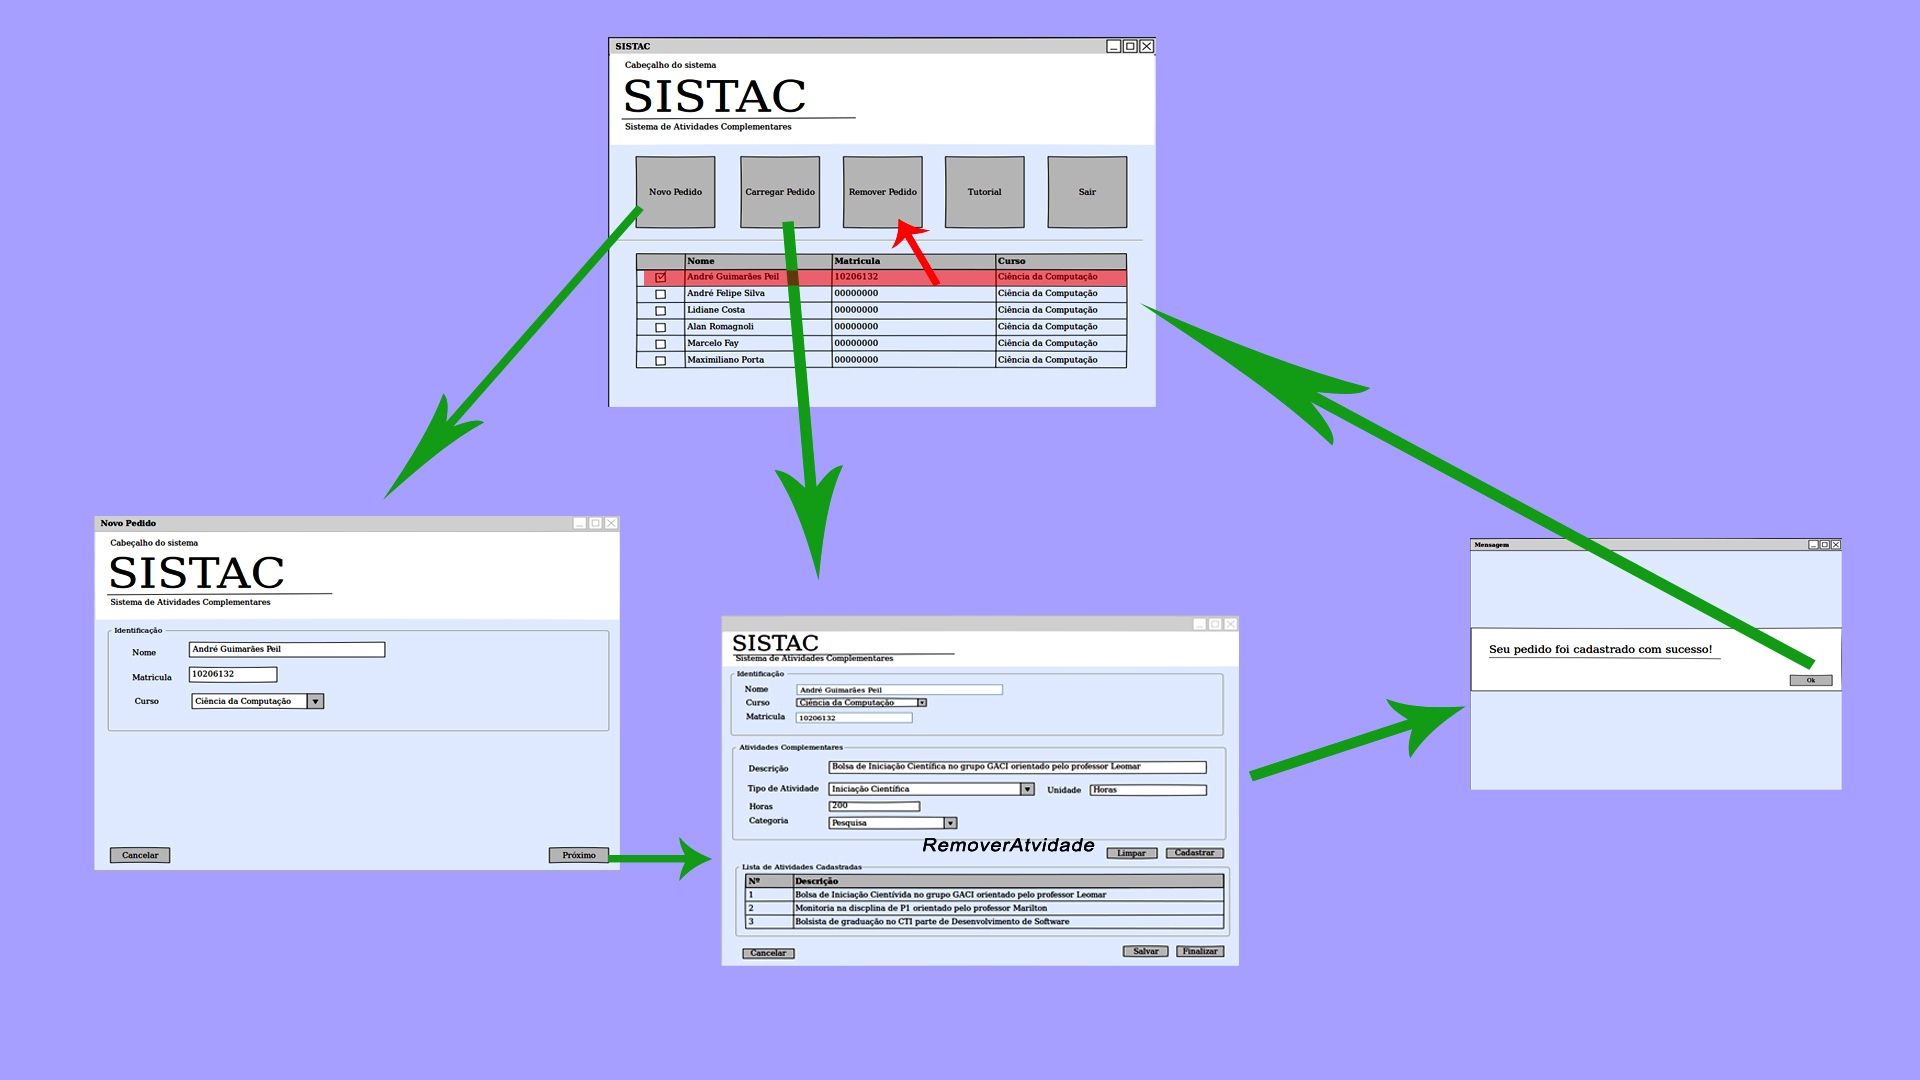 SISTAC
Cabeçalho do sistema
SISTAC
Sistema de Atividades Complementares
Novo Pedido
Carregar Pedido
Remover Pedido
Tutorial
Sair
Nome Matricula Curso
André Guimarães Peil 10206132 Ciência da Computação
André Felipe Silva 00000000 Ciência da Computação
Lidiane Costa 00000000 Ciência da Computação
Alan Romagnoli 00000000 Ciência da Computação
Marcelo Fay 00000000 Ciência da Computação
Maximiliano Porta 00000000 Ciência da Computação
Novo Pedido
Cabeçalho do sistema
SISTAC
Sistema de Atividades Complementares
Identificação
Nome André Guimarães Peil
Matricula 10206132
Curso Ciência da Computação
Cancelar
Próximo
SISTAC
Sistema de Atividades Complementares
Identificação
Nome André Guimarães Peil
Curso Ciência da Computação
Matricula 10206132
Atividades Complementares
Descrição Bolsa de Iniciação Científica no grupo GACI orientado pelo professor Leomar
Tipo de Atividade Iniciação Científica Unidade Horas
Horas 200
Categoria Pesquisa
RemoverAtvidade
Limpar
Cadastrar
Lista de Atividades Cadastradas
Nº Descrição
1 Bolsa de Iniciação Cientívida no grupo GACI orientado pelo professor Leomar
2 Monitoria na discplina de P1 orientado pelo professor Marilton
3 Bolsista de graduação no CTI parte de Desenvolvimento de Software
Cancelar
Salvar
Finalizar
Mensagem
Seu pedido foi cadastrado com sucesso!
Ok